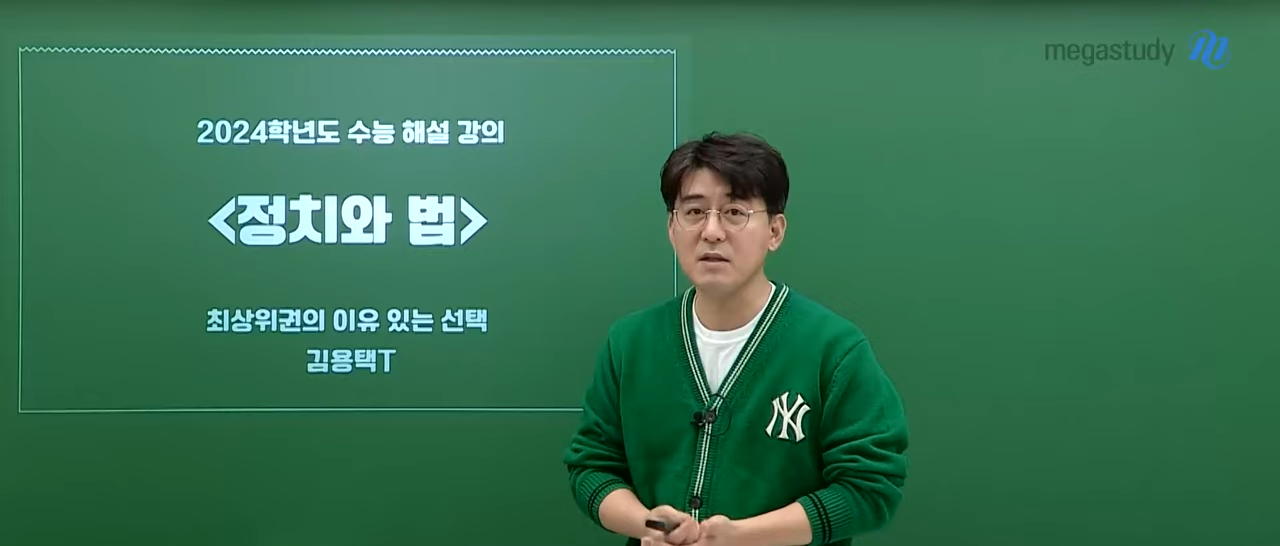 megastudy
2024학년도 수능 해설 강의
<정치와 법>
최상위권의 이유 있는 선택
김용택T
NY